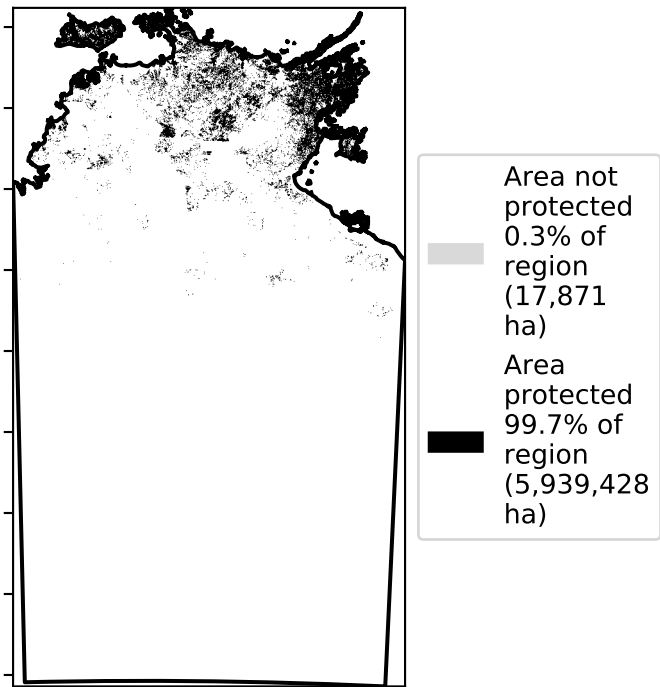 Area not
protected
0.3% of
region
(17,871
ha)
Area
protected
99.7% of
region
(5,939,428
ha)